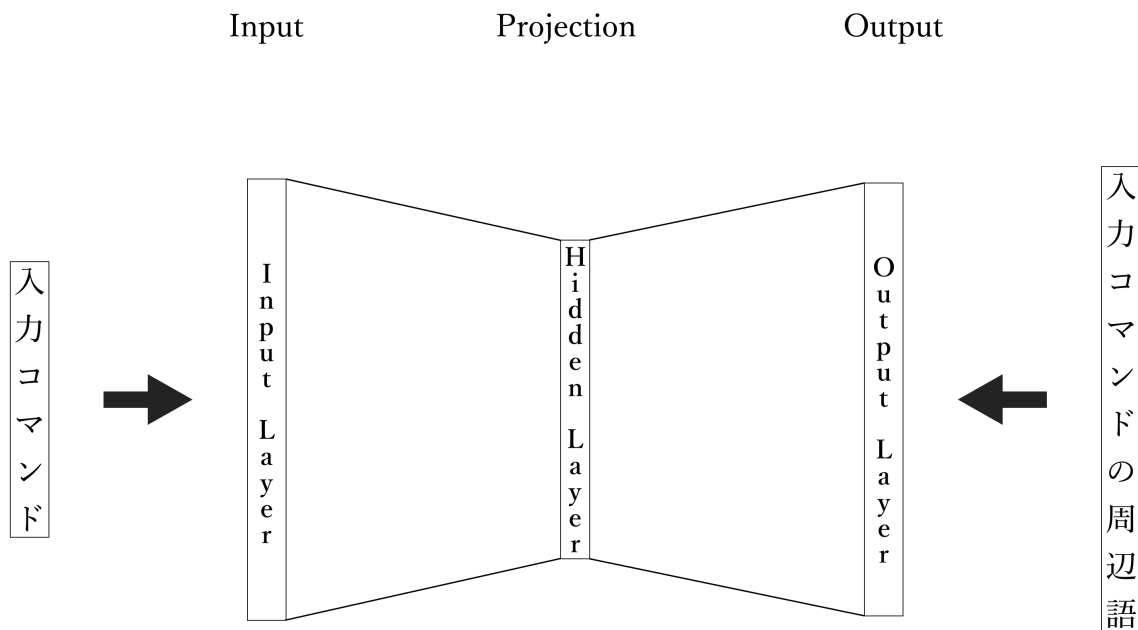 Input
Projection
Output
入力コマンド
Input Layer
Hidden Layer
Output Layer
入力コマンドの周辺語